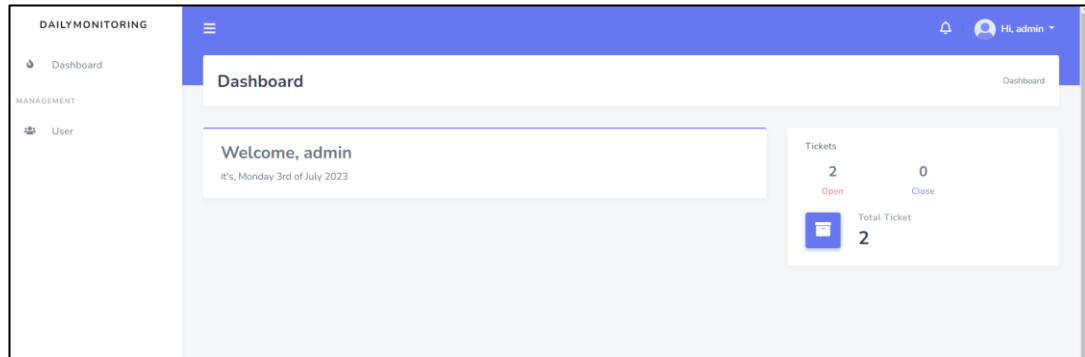 DAILYMONITORING
Hi, admin
Dashboard
MANAGEMENT
User
Dashboard
Dashboard
Welcome, admin
it's, Monday 3rd of July 2023
Tickets
2 0
Open Close
Total Ticket
2